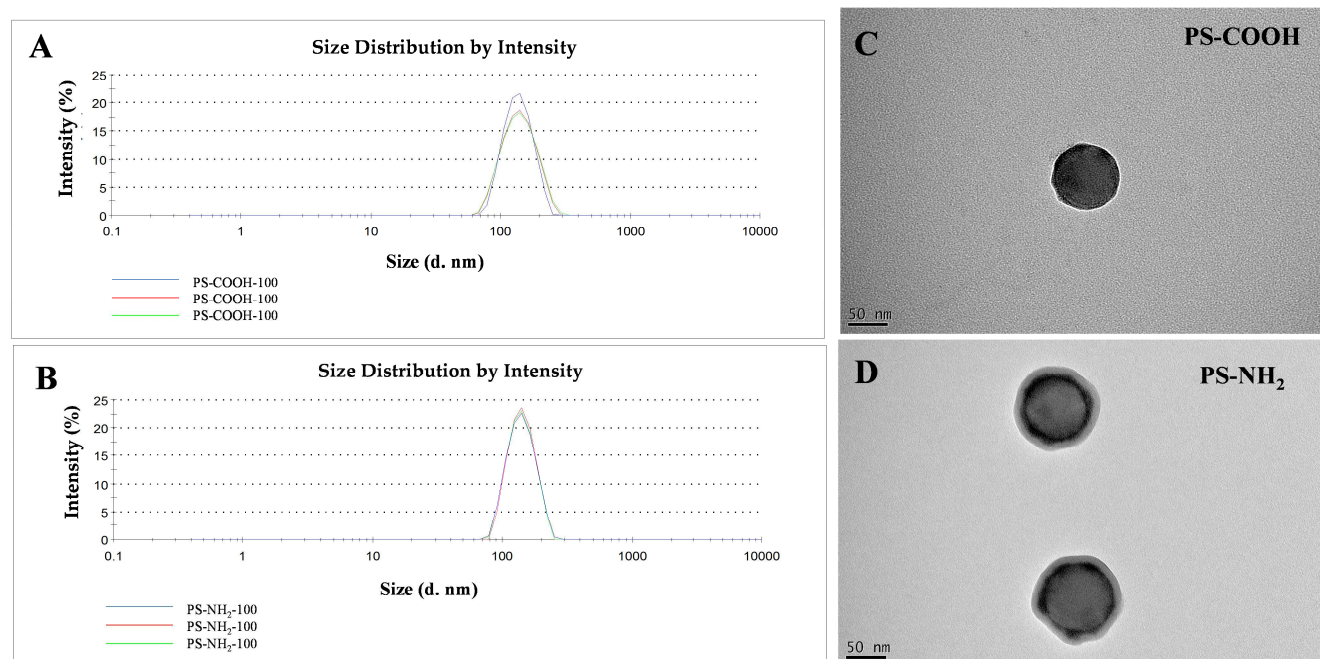 A
Size Distribution by Intensity
Intensity (%)
25
20
15
10
5
0
0.1 1 10 100 1000 10000
Size (d. nm)
PS-COOH-100
PS-COOH-100
PS-COOH-100
B
Size Distribution by Intensity
Intensity (%)
25
20
15
10
5
0
0.1 1 10 100 1000 10000
Size (d. nm)
PS-NH₂-100
PS-NH₂-100
PS-NH₂-100
C PS-COOH
50 nm
D PS-NH₂
50 nm